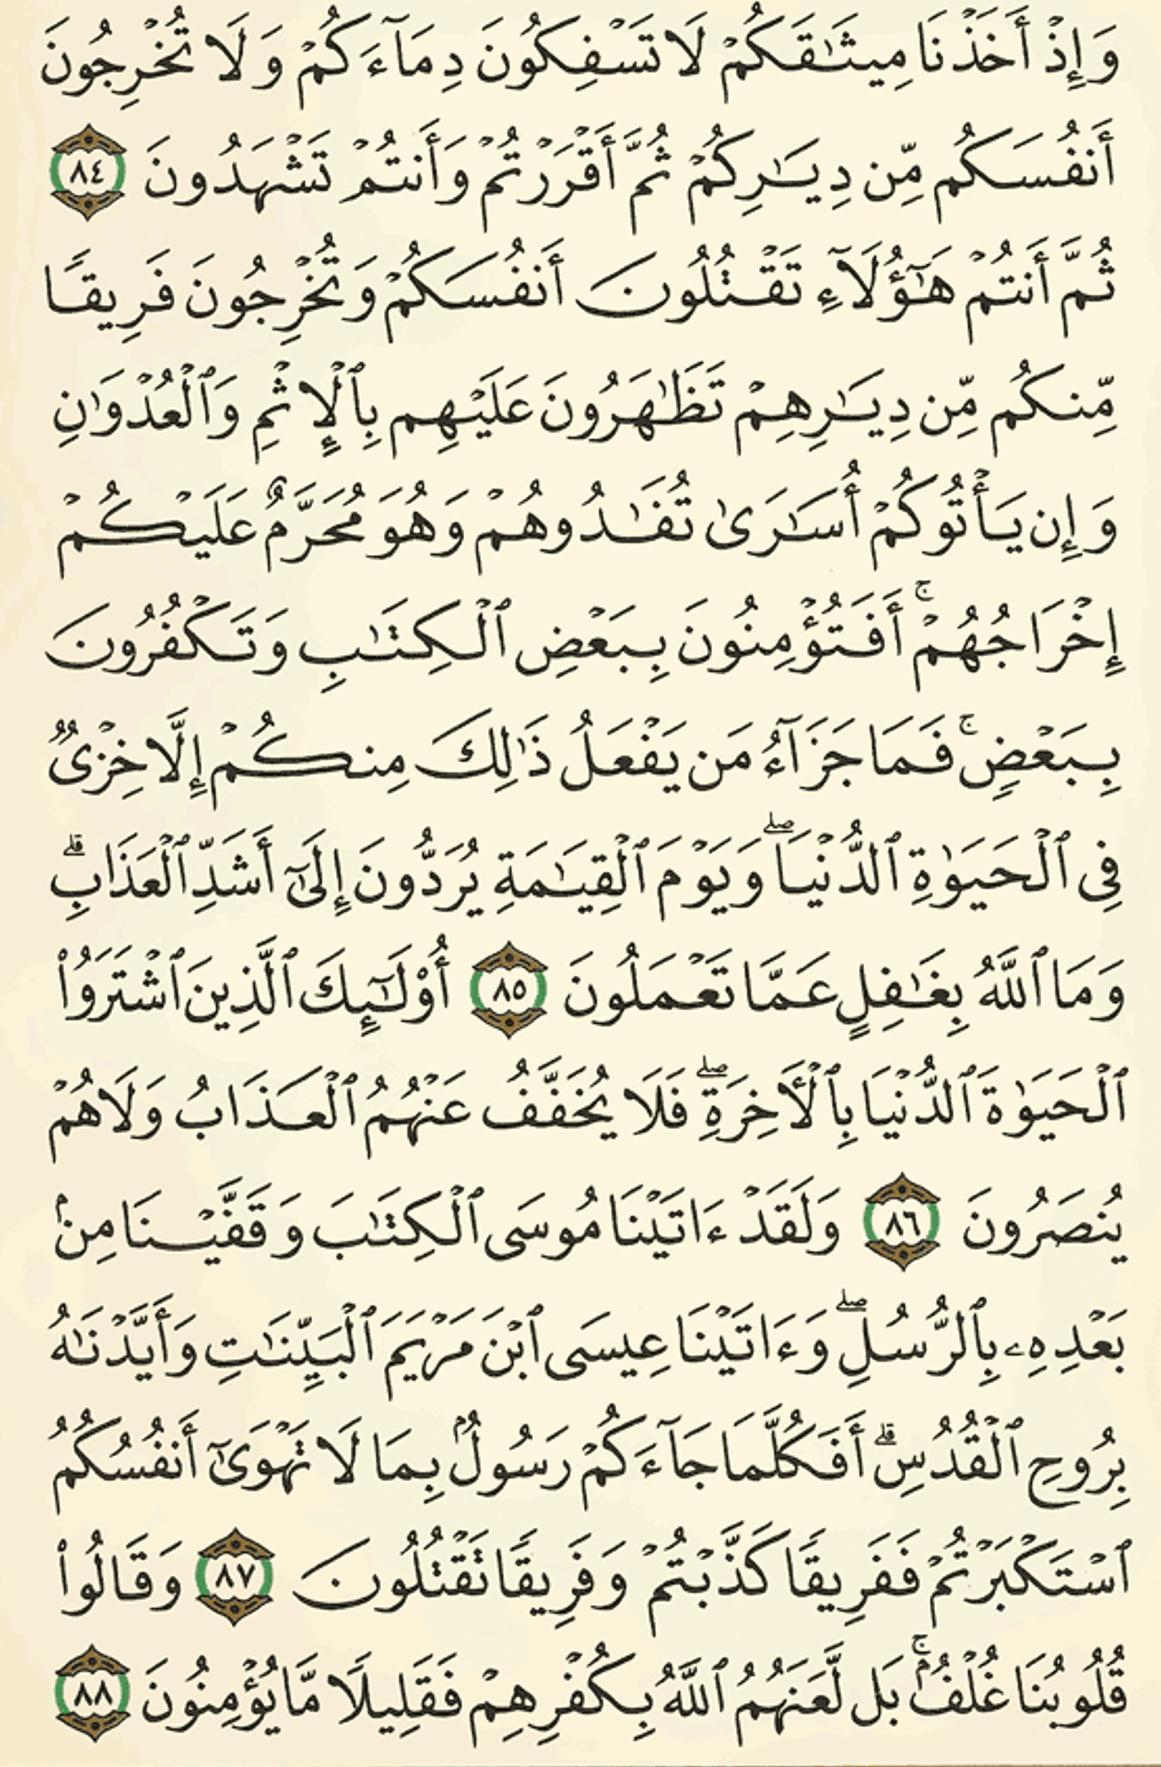 وَإِذْ أَخَذْنَا مِيثَٰقَكُمْ لَا تَسْفِكُونَ دِمَآءَكُمْ وَلَا تُخْرِجُونَ
أَنفُسَكُم مِّن دِيَٰرِكُمْ ثُمَّ أَقْرَرْتُمْ وَأَنتُمْ تَشْهَدُونَ ٨٤
ثُمَّ أَنتُمْ هَٰٓؤُلَآءِ تَقْتُلُونَ أَنفُسَكُمْ وَتُخْرِجُونَ فَرِيقًا
مِّنكُم مِّن دِيَٰرِهِمْ تَظَٰهَرُونَ عَلَيْهِم بِٱلْإِثْمِ وَٱلْعُدْوَٰنِ
وَإِن يَأْتُوكُمْ أُسَٰرَىٰ تُفَٰدُوهُمْ وَهُوَ مُحَرَّمٌ عَلَيْكُمْ
إِخْرَاجُهُمْ ۚ أَفَتُؤْمِنُونَ بِبَعْضِ ٱلْكِتَٰبِ وَتَكْفُرُونَ
بِبَعْضٍ ۚ فَمَا جَزَآءُ مَن يَفْعَلُ ذَٰلِكَ مِنكُمْ إِلَّا خِزْىٌ
فِى ٱلْحَيَوٰةِ ٱلدُّنْيَا ۖ وَيَوْمَ ٱلْقِيَٰمَةِ يُرَدُّونَ إِلَىٰٓ أَشَدِّ ٱلْعَذَابِ ۗ
وَمَا ٱللَّهُ بِغَٰفِلٍ عَمَّا تَعْمَلُونَ ٨٥ أُو۟لَٰٓئِكَ ٱلَّذِينَ ٱشْتَرَوُا۟
ٱلْحَيَوٰةَ ٱلدُّنْيَا بِٱلْأَخِرَةِ ۖ فَلَا يُخَفَّفُ عَنْهُمُ ٱلْعَذَابُ وَلَا هُمْ
يُنصَرُونَ ٨٦ وَلَقَدْ ءَاتَيْنَا مُوسَى ٱلْكِتَٰبَ وَقَفَّيْنَا مِنۢ
بَعْدِهِۦ بِٱلرُّسُلِ ۖ وَءَاتَيْنَا عِيسَى ٱبْنَ مَرْيَمَ ٱلْبَيِّنَٰتِ وَأَيَّدْنَٰهُ
بِرُوحِ ٱلْقُدُسِ ۗ أَفَكُلَّمَا جَآءَكُمْ رَسُولٌۢ بِمَا لَا تَهْوَىٰٓ أَنفُسُكُمُ
ٱسْتَكْبَرْتُمْ فَفَرِيقًا كَذَّبْتُمْ وَفَرِيقًا تَقْتُلُونَ ٨٧ وَقَالُوا۟
قُلُوبُنَا غُلْفٌۢ ۚ بَل لَّعَنَهُمُ ٱللَّهُ بِكُفْرِهِمْ فَقَلِيلًا مَّا يُؤْمِنُونَ ٨٨